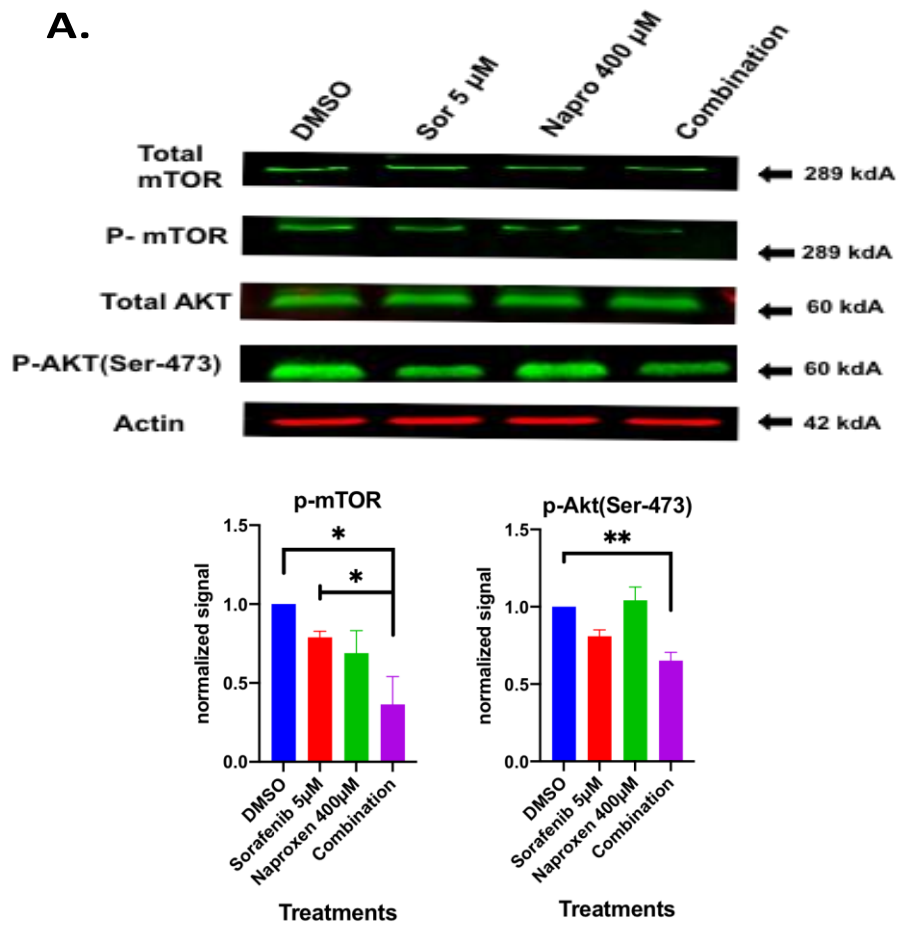 A.
DMSO
Sor 5 µM
Napro 400 µM
Combination
Total
mTOR
289 kdA
P- mTOR
289 kdA
Total AKT
60 kdA
P-AKT(Ser-473)
60 kdA
Actin
42 kdA
p-mTOR
normalized signal
1.5
1.0
0.5
0.0
*
*
DMSO
Sorafenib 5µM
Naproxen 400µM
Combination
Treatments
p-Akt(Ser-473)
normalized signal
1.5
1.0
0.5
0.0
**
DMSO
Sorafenib 5µM
Naproxen 400µM
Combination
Treatments